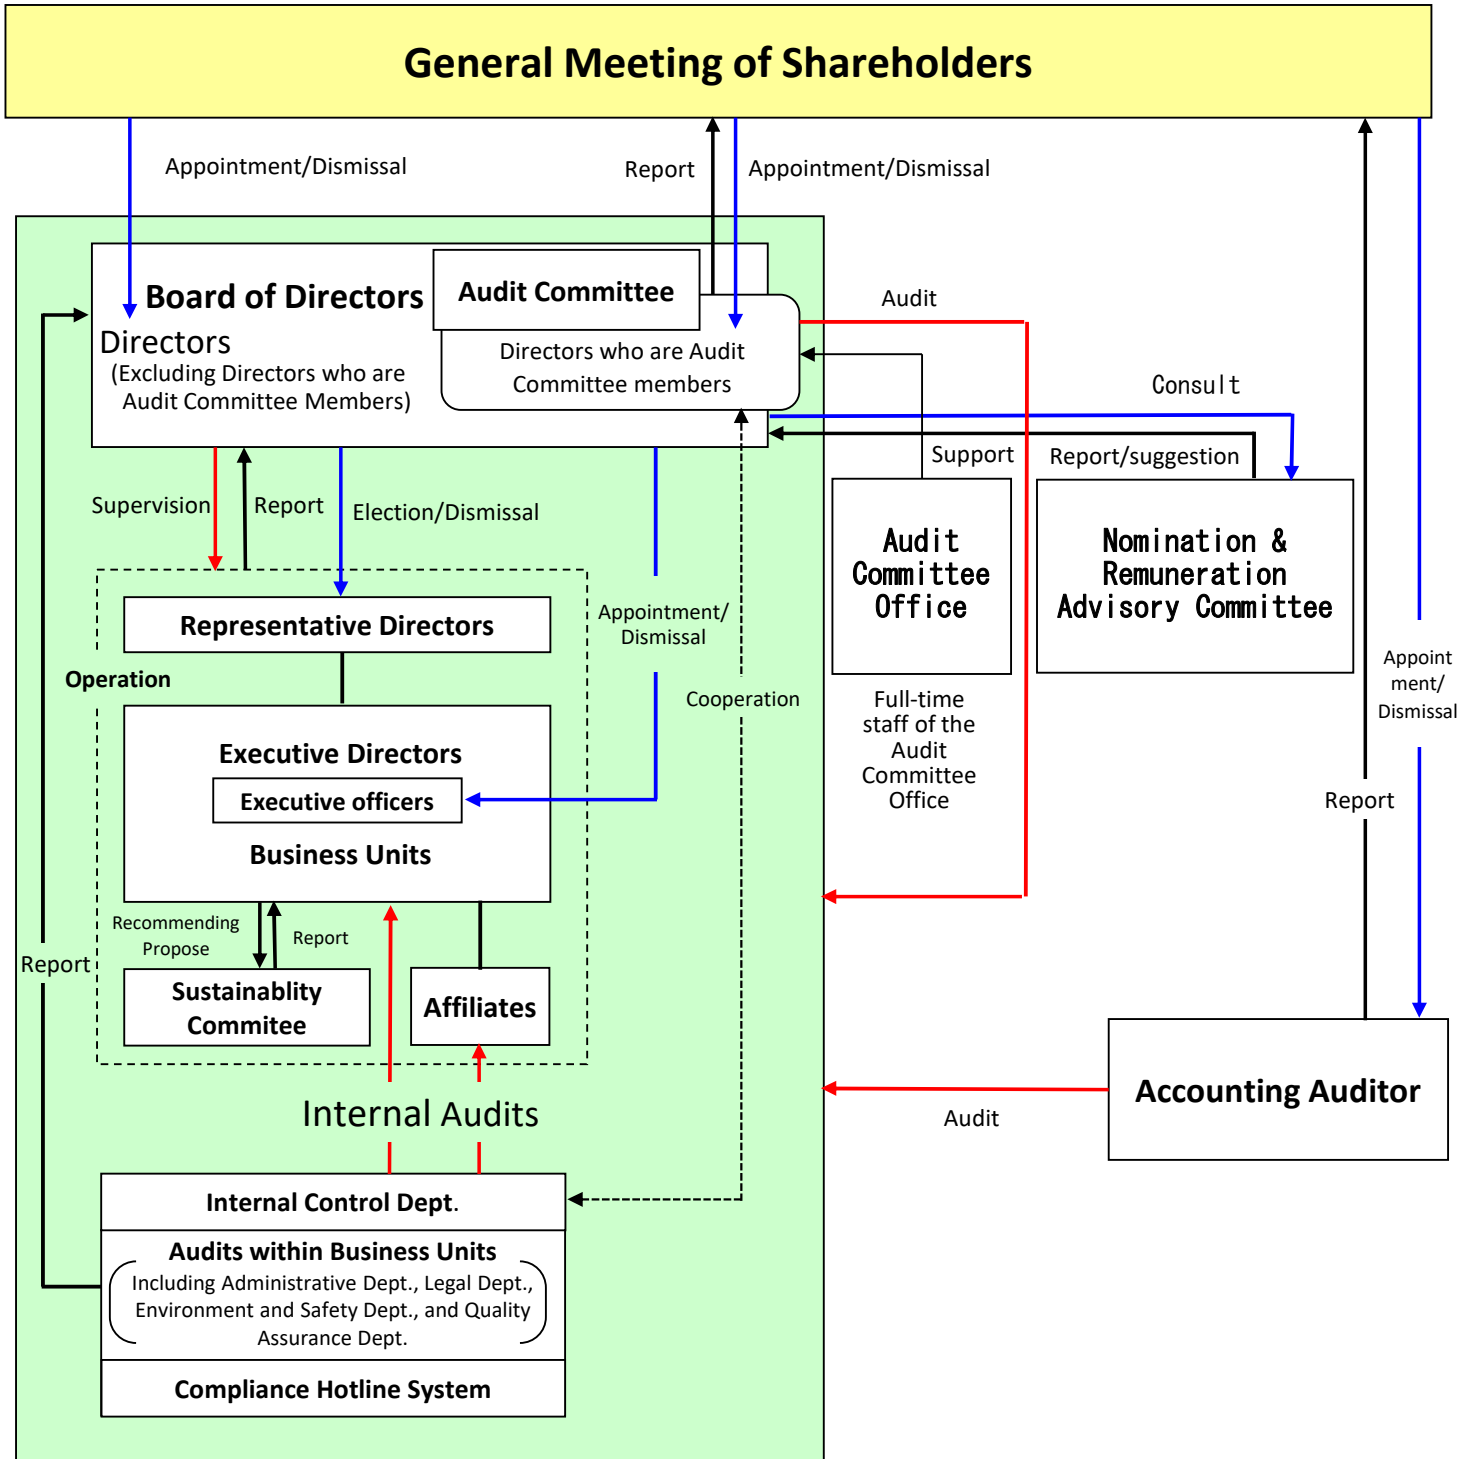 General Meeting of Shareholders
Appointment/Dismissal
Report
Appointment/Dismissal
Board of Directors
Audit Committee
Directors
(Excluding Directors who are
Audit Committee Members)
Directors who are Audit
Committee members
Audit
Consult
Support
Report/suggestion
Supervision
Report
Election/Dismissal
Audit
Committee
Office
Nomination &
Remuneration
Advisory Committee
Representative Directors
Appointment/
Dismissal
Operation
Cooperation
Full-time
staff of the
Audit
Committee
Office
Appoint
ment/
Dismissal
Executive Directors
Executive officers
Business Units
Report
Recommending
Propose
Report
Report
Sustainablity
Commitee
Affiliates
Internal Audits
Audit
Accounting Auditor
Internal Control Dept.
Audits within Business Units
Including Administrative Dept., Legal Dept.,
Environment and Safety Dept., and Quality
Assurance Dept.
Compliance Hotline System